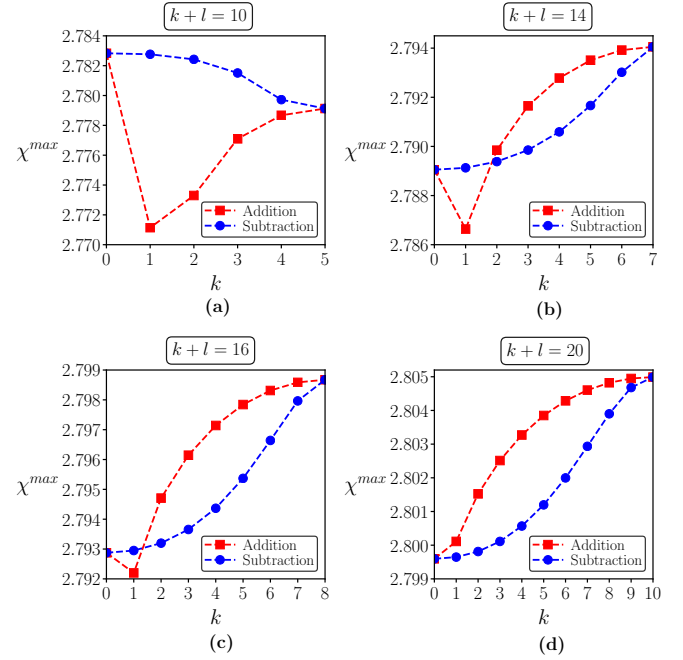 k + l = 10
2.784
2.782
2.780
2.778
2.776
2.774
2.772
2.770
χ^max
0 1 2 3 4 5
k
Addition
Subtraction
(a)
k + l = 14
2.794
2.792
2.790
2.788
2.786
χ^max
0 1 2 3 4 5 6 7
k
Addition
Subtraction
(b)
k + l = 16
2.799
2.798
2.797
2.796
2.795
2.794
2.793
2.792
χ^max
0 1 2 3 4 5 6 7 8
k
Addition
Subtraction
(c)
k + l = 20
2.805
2.804
2.803
2.802
2.801
2.800
2.799
χ^max
0 1 2 3 4 5 6 7 8 9 10
k
Addition
Subtraction
(d)